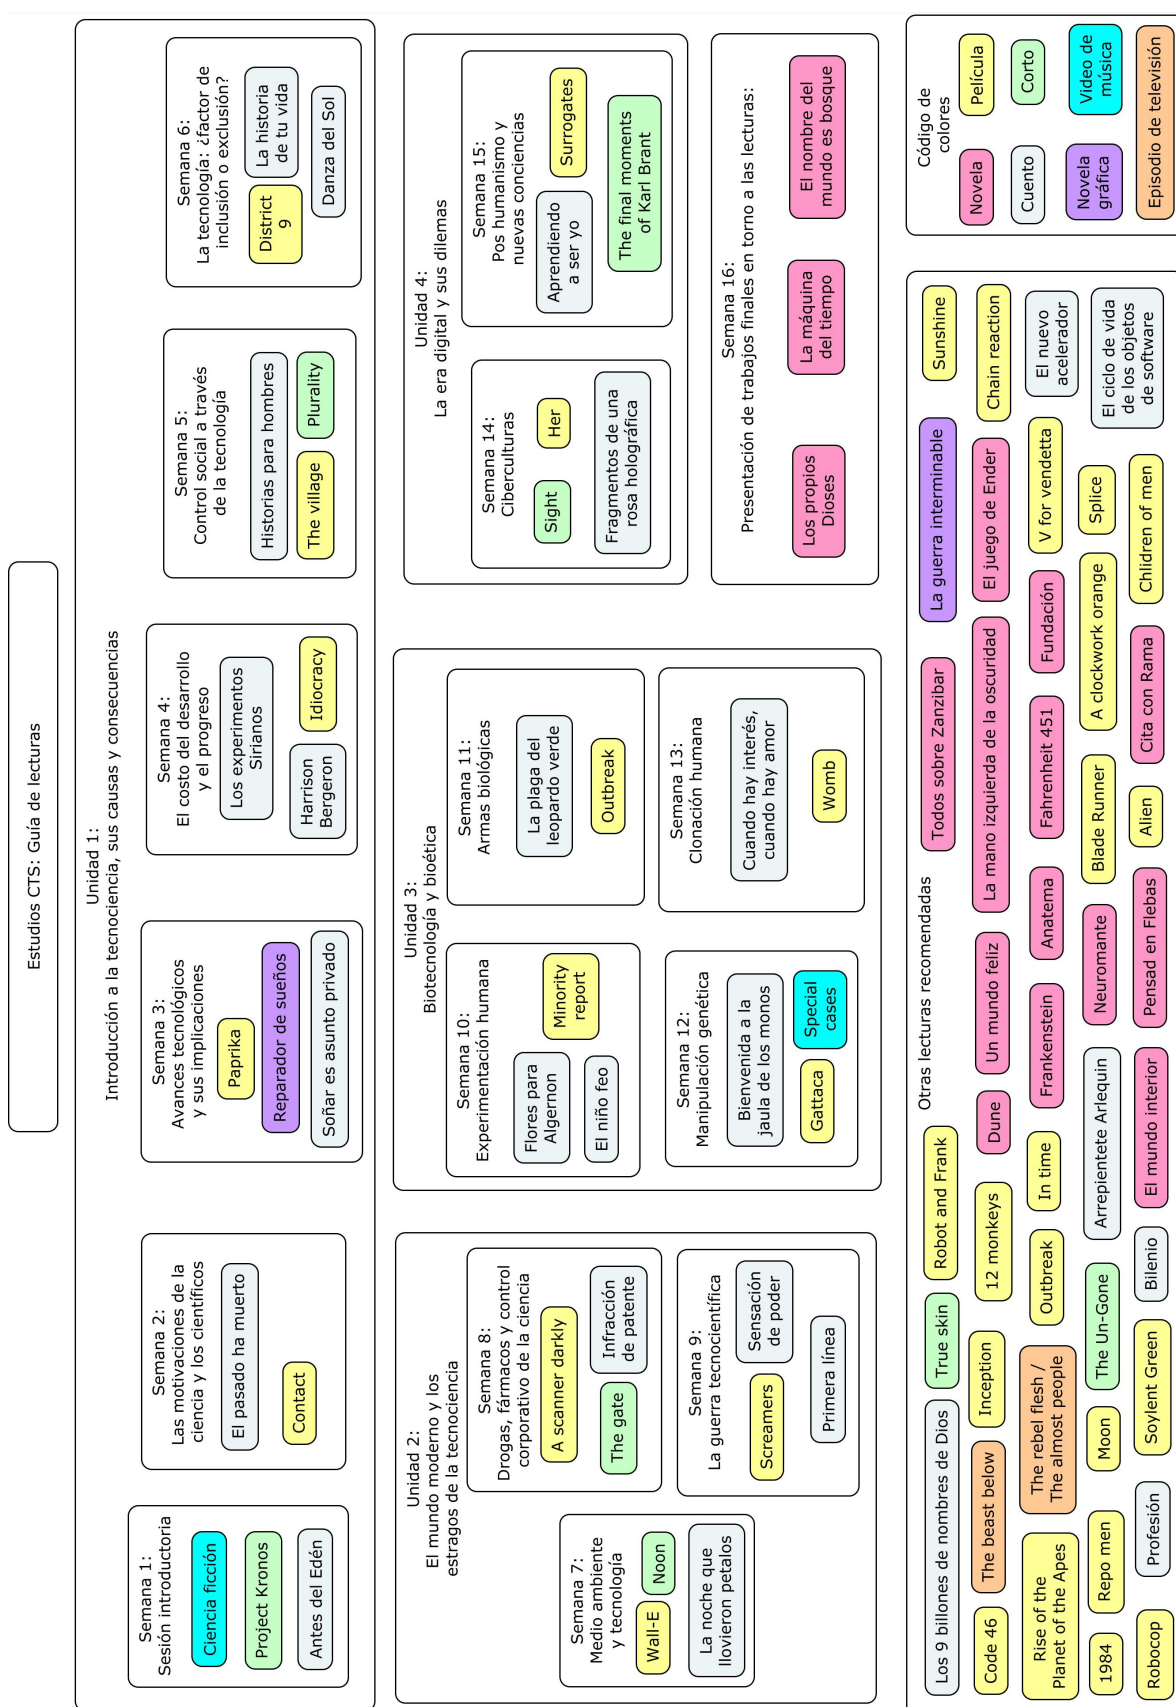 Estudios CTS: Guía de lecturas
Unidad 1:
Introducción a la tecnociencia, sus causas y consecuencias
Semana 1:
Sesión introductoria
Ciencia ficción
Project Kronos
Antes del Edén
Semana 2:
Las motivaciones de la
ciencia y los científicos
El pasado ha muerto
Contact
Semana 3:
Avances tecnológicos
y sus implicaciones
Paprika
Reparador de sueños
Soñar es asunto privado
Semana 4:
El costo del desarrollo
y el progreso
Los experimentos
Sirianos
Harrison
Bergeron
Idiocracy
Semana 5:
Control social a través
de la tecnología
Historias para hombres
The village
Plurality
Semana 6:
La tecnología: ¿factor de
inclusión o exclusión?
District
9
La historia
de tu vida
Danza del Sol
Unidad 2:
El mundo moderno y los
estragos de la tecnociencia
Semana 7:
Medio ambiente
y tecnología
Wall-E
Noon
La noche que
llovieron petalos
Semana 8:
Drogas, fármacos y control
corporativo de la ciencia
A scanner darkly
The gate
Infracción
de patente
Semana 9:
La guerra tecnocientífica
Screamers
Sensación
de poder
Primera línea
Unidad 3:
Biotecnología y bioética
Semana 10:
Experimentación humana
Flores para
Algernon
Minority
report
El niño feo
Semana 11:
Armas biológicas
La plaga del
leopardo verde
Outbreak
Semana 12:
Manipulación genética
Bienvenida a la
jaula de los monos
Gattaca
Special
cases
Semana 13:
Clonación humana
Cuando hay interés,
cuando hay amor
Womb
Unidad 4:
La era digital y sus dilemas
Semana 14:
Ciberculturas
Sight
Her
Fragmentos de una
rosa holográfica
Semana 15:
Pos humanismo y
nuevas conciencias
Aprendiendo
a ser yo
Surrogates
The final moments
of Karl Brant
Semana 16:
Presentación de trabajos finales en torno a las lecturas:
Los propios
Dioses
La máquina
del tiempo
El nombre del
mundo es bosque
Otras lecturas recomendadas
Los 9 billones de nombres de Dios
True skin
Robot and Frank
Todos sobre Zanzibar
La guerra interminable
Sunshine
Code 46
The beast below
Inception
12 monkeys
Dune
Un mundo feliz
La mano izquierda de la oscuridad
El juego de Ender
Chain reaction
Rise of the
Planet of the Apes
The rebel flesh /
The almost people
Outbreak
In time
Frankenstein
Anatema
Fahrenheit 451
Fundación
V for vendetta
El nuevo
acelerador
1984
Repo men
Moon
The Un-Gone
Arrepientete Arlequin
Neuromante
Blade Runner
A clockwork orange
Splice
El ciclo de vida
de los objetos
de software
Robocop
Profesión
Soylent Green
Bilenio
El mundo interior
Pensad en Flebas
Alien
Cita con Rama
Chlidren of men
Código de
colores
Novela
Película
Cuento
Corto
Novela
gráfica
Video de
música
Episodio de televisión